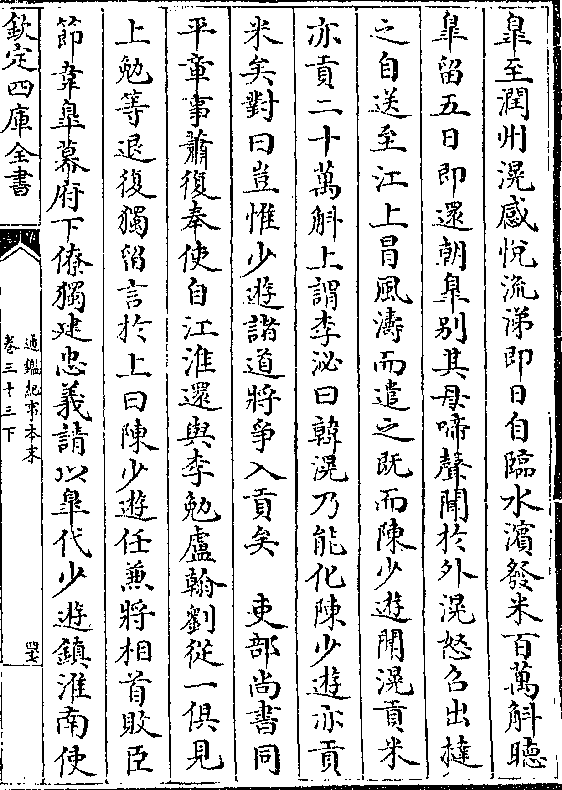 臯至潤州滉感悅流涕即日自臨水濱發米百萬斛聽
臯留五日即還朝臯别其母啼聲聞於外滉怒召出撻
之自送至江上冒風濤而遣之既而陳少遊聞滉貢米
亦貢二十萬斛上謂李泌曰韓滉乃能化陳少遊亦貢
米矣對曰豈惟少遊諸道將争入貢矣　吏部尚書同
平章事蕭復奉使自江淮還與李勉盧翰劉從一俱見
上勉等退復獨留言於上曰陳少遊任兼將相首敗臣
節韋臯幕府下僚獨建忠義請以臯代少遊鎮淮南使
欽定四庫全書
通鑑紀事本末
卷三十三下